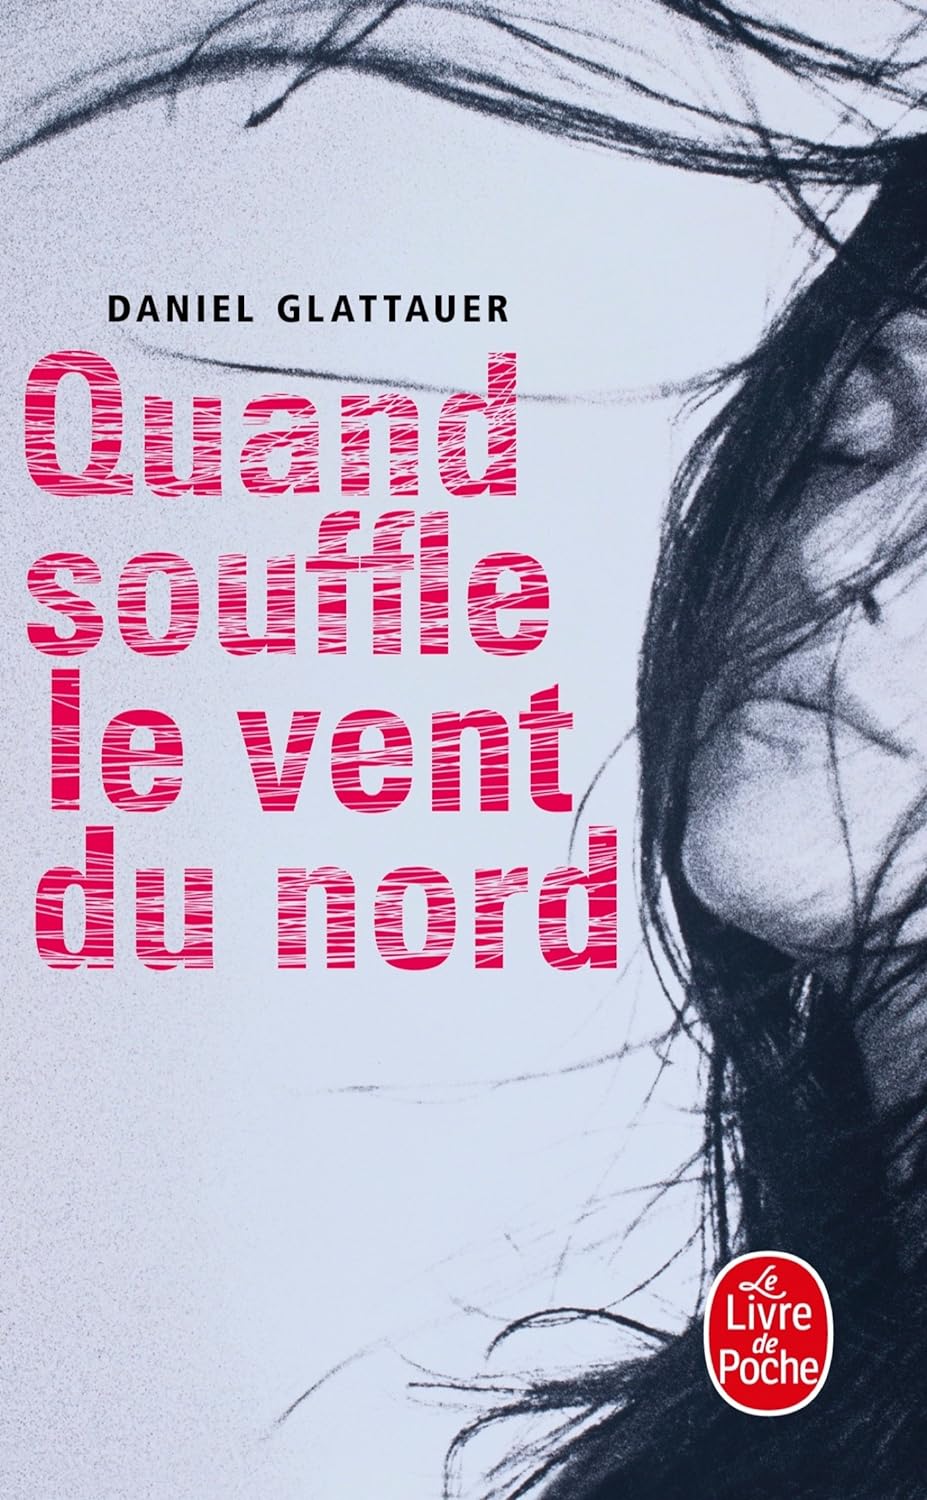 DANIEL GLATTAUER
Quand
souffle
le vent
du nord
Le
Livre
de
Poche